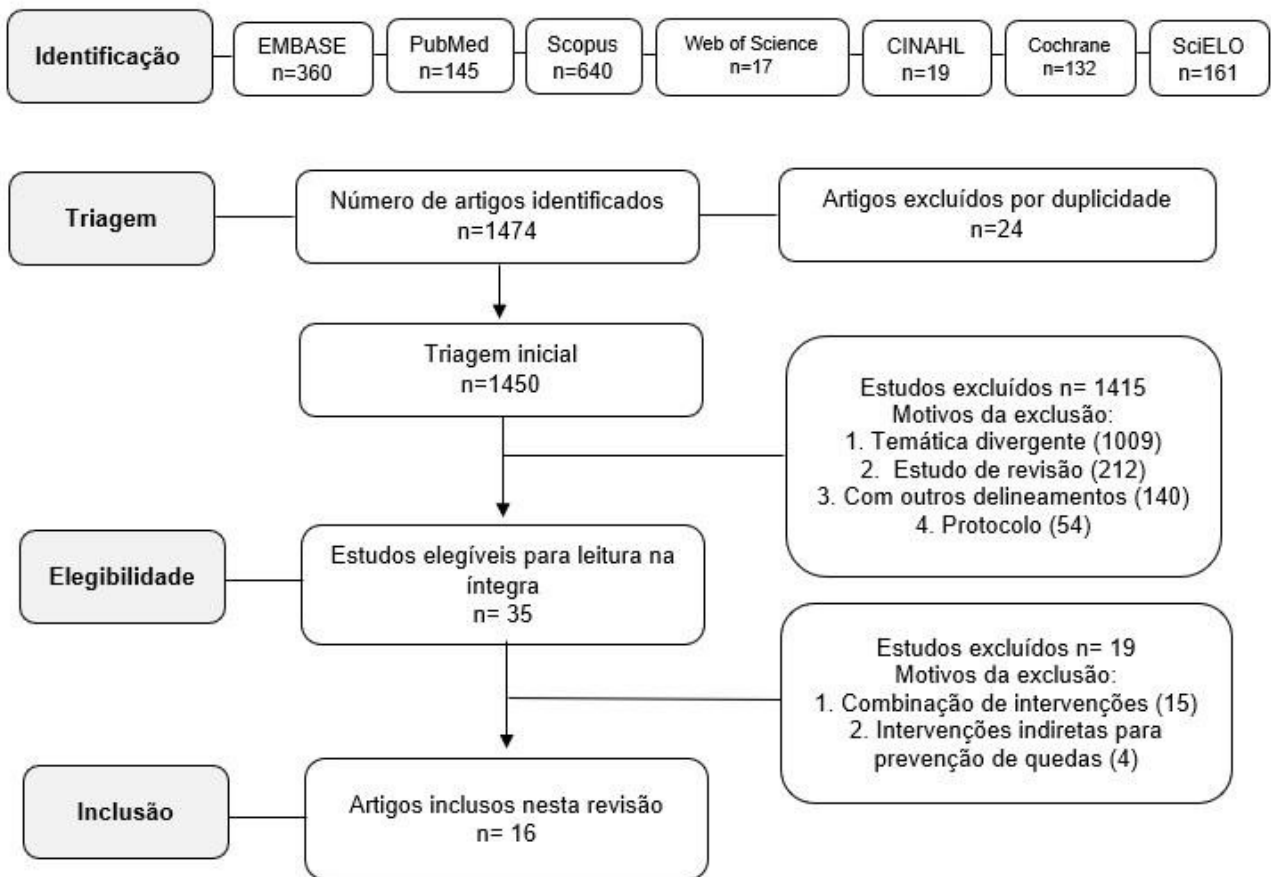 Identificação
EMBASE
n=360
PubMed
n=145
Scopus
n=640
Web of Science
n=17
CINAHL
n=19
Cochrane
n=132
SciELO
n=161
Triagem
Número de artigos identificados
n=1474
Artigos excluídos por duplicidade
n=24
Triagem inicial
n=1450
Estudos excluídos n= 1415
Motivos da exclusão:
1. Temática divergente (1009)
2. Estudo de revisão (212)
3. Com outros delineamentos (140)
4. Protocolo (54)
Elegibilidade
Estudos elegíveis para leitura na
íntegra
n= 35
Estudos excluídos n= 19
Motivos da exclusão:
1. Combinação de intervenções (15)
2. Intervenções indiretas para
prevenção de quedas (4)
Inclusão
Artigos inclusos nesta revisão
n= 16